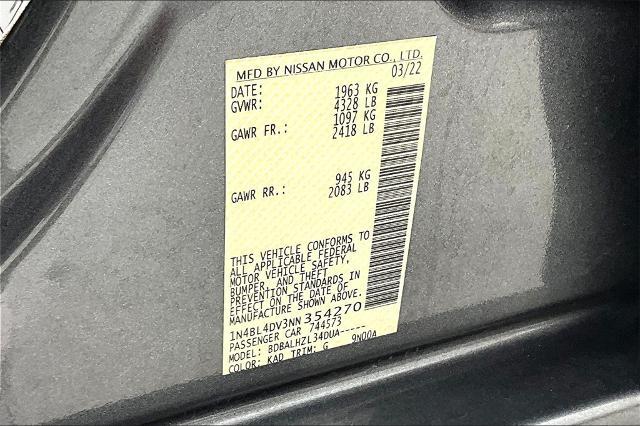 MFD BY NISSAN MOTOR CO., LTD.
DATE: 03/22
GVWR: 1963 KG
4328 LB
GAWR FR.: 1097 KG
2418 LB
GAWR RR.: 945 KG
2083 LB
THIS VEHICLE CONFORMS TO
ALL APPLICABLE FEDERAL
MOTOR VEHICLE SAFETY,
BUMPER, AND THEFT
PREVENTION STANDARDS IN
EFFECT ON THE DATE OF
MANUFACTURE SHOWN ABOVE.
1N4BL4DV3NN354270
PASSENGER CAR 744573
MODEL: BDBALHZL34DUA-----
COLOR: KAD TRIM: G 9N00A